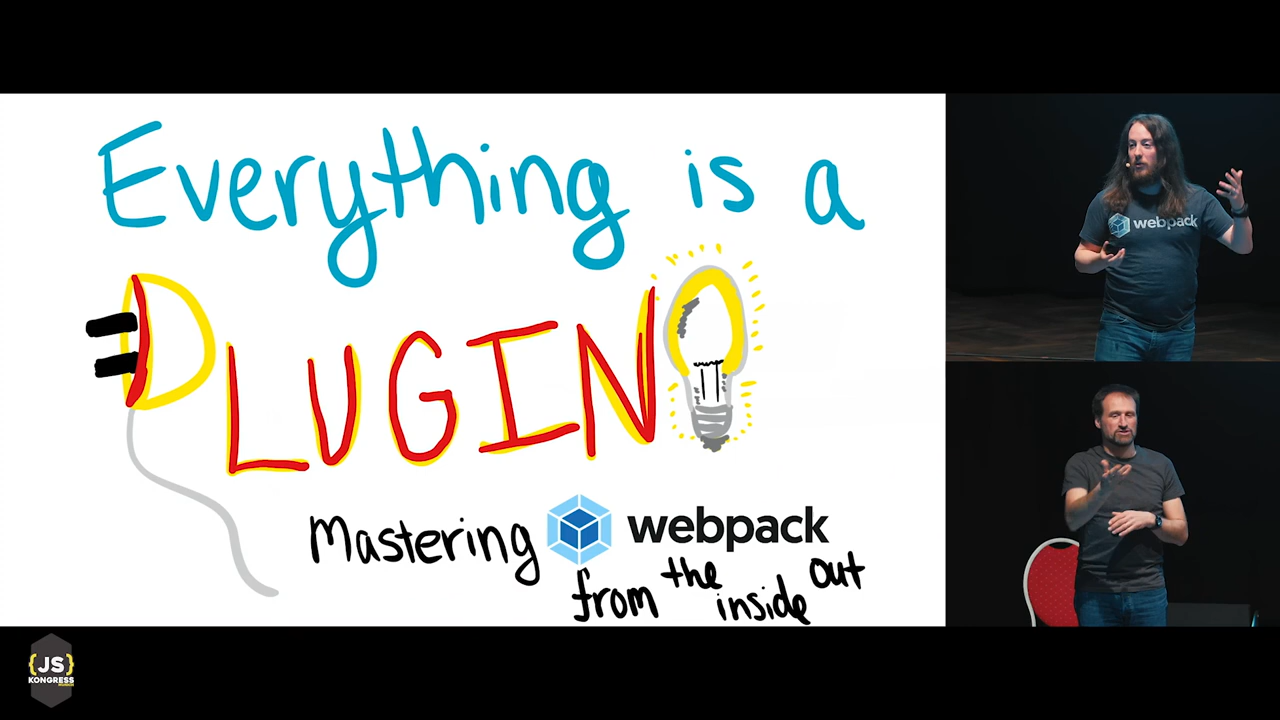 Everything is a
PLUGIN
Mastering webpack
from the inside out
webpack
{JS}
KONGRESS